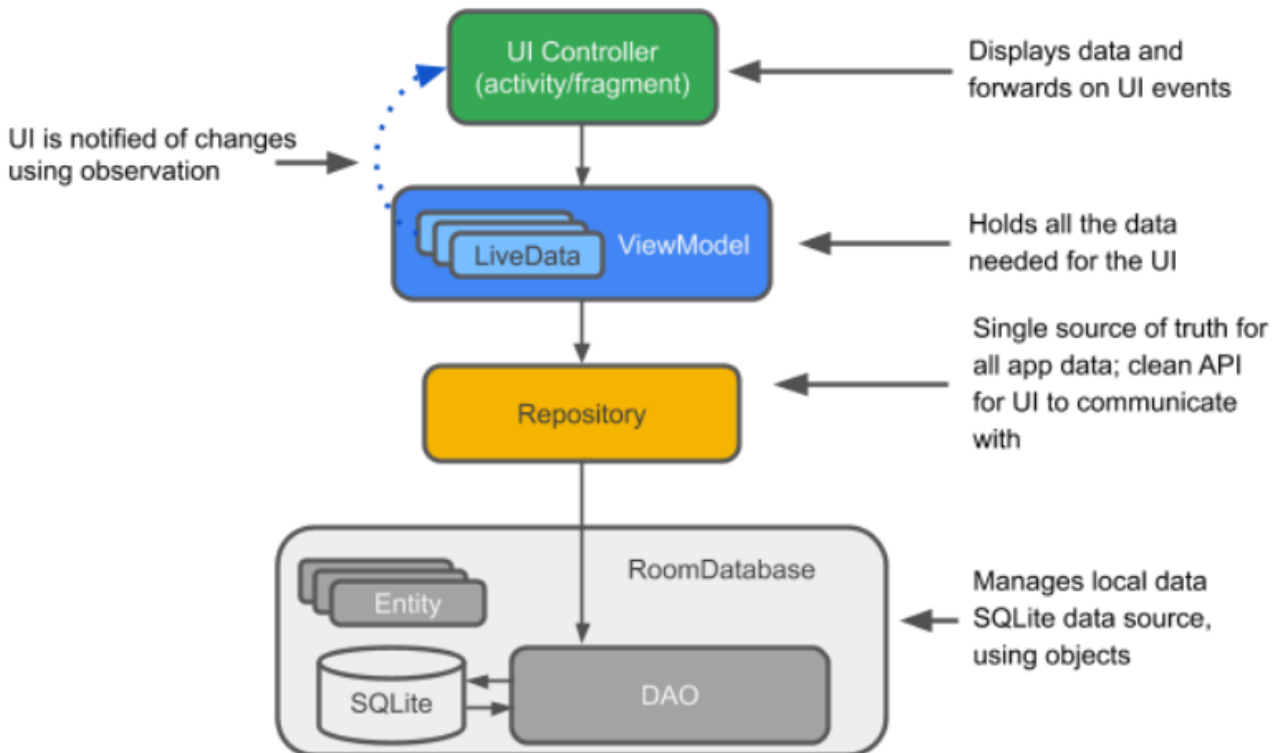 UI Controller
(activity/fragment)
Displays data and
forwards on UI events
UI is notified of changes
using observation
LiveData
ViewModel
Holds all the data
needed for the UI
Repository
Single source of truth for
all app data; clean API
for UI to communicate
with
RoomDatabase
Entity
SQLite
DAO
Manages local data
SQLite data source,
using objects